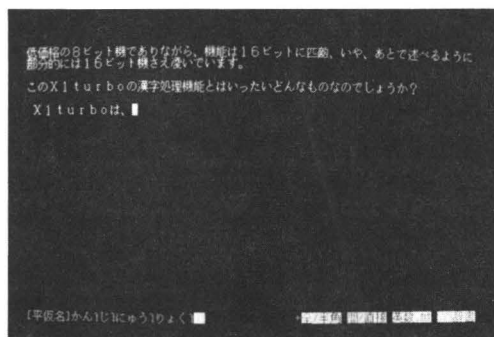 低価格の8ビット機でありながら、機能は16ビットに匹敵、いや、あとで述べるように
部分的には16ビット機さえ凌いでいます。
このX1turboの漢字処理機能とはいったいどんなものなのでしょうか?
X1turboは、
[平仮名]かん1じ1にゅう1りょく1